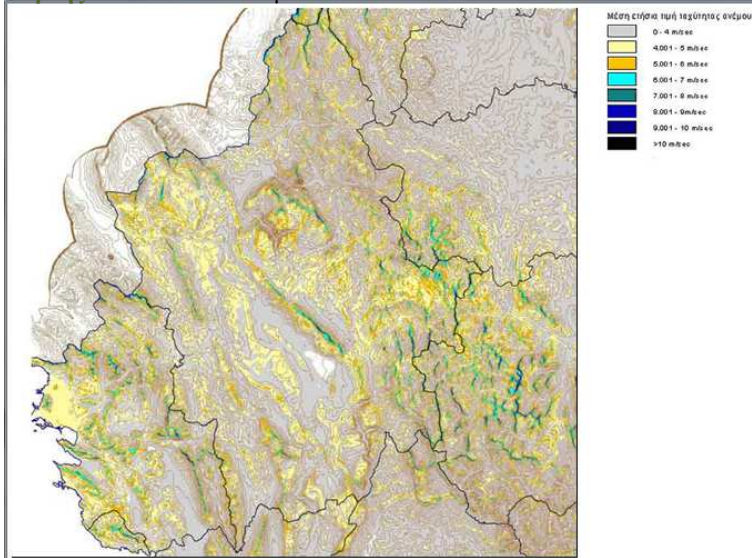 Μέση ετήσια τιμή ταχύτητας ανέμου
0 - 4 m/sec
4.001 - 5 m/sec
5.001 - 6 m/sec
6.001 - 7 m/sec
7.001 - 8 m/sec
8.001 - 9m/sec
9.001 - 10 m/sec
>10 m/sec